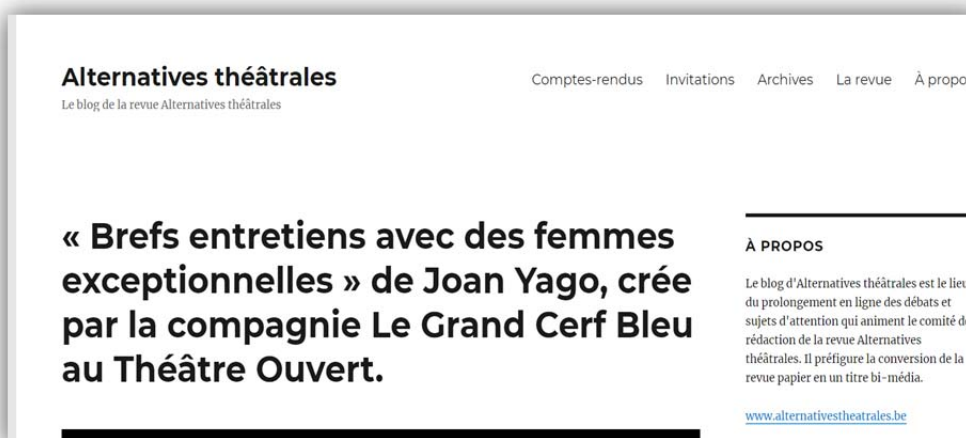 Alternatives théâtrales
Le blog de la revue Alternatives théâtrales
Comptes-rendus Invitations Archives La revue À propo
« Brefs entretiens avec des femmes
exceptionnelles » de Joan Yago, crée
par la compagnie Le Grand Cerf Bleu
au Théâtre Ouvert.
À PROPOS
Le blog d'Alternatives théâtrales est le lieu
du prolongement en ligne des débats et
sujets d'attention qui animent le comité de
rédaction de la revue Alternatives
théâtrales. Il préfigure la conversion de la
revue papier en un titre bi-média.
www.alternativestheatrales.be